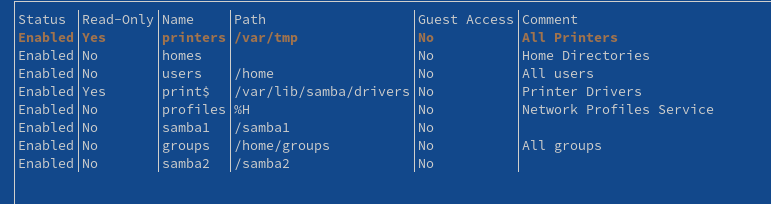 Status Read-Only Name Path Guest Access Comment
Enabled Yes printers /var/tmp No All Printers
Enabled No homes No Home Directories
Enabled No users /home No All users
Enabled Yes print$ /var/lib/samba/drivers No Printer Drivers
Enabled No profiles %H No Network Profiles Service
Enabled No samba1 /samba1 No
Enabled No groups /home/groups No All groups
Enabled No samba2 /samba2 No